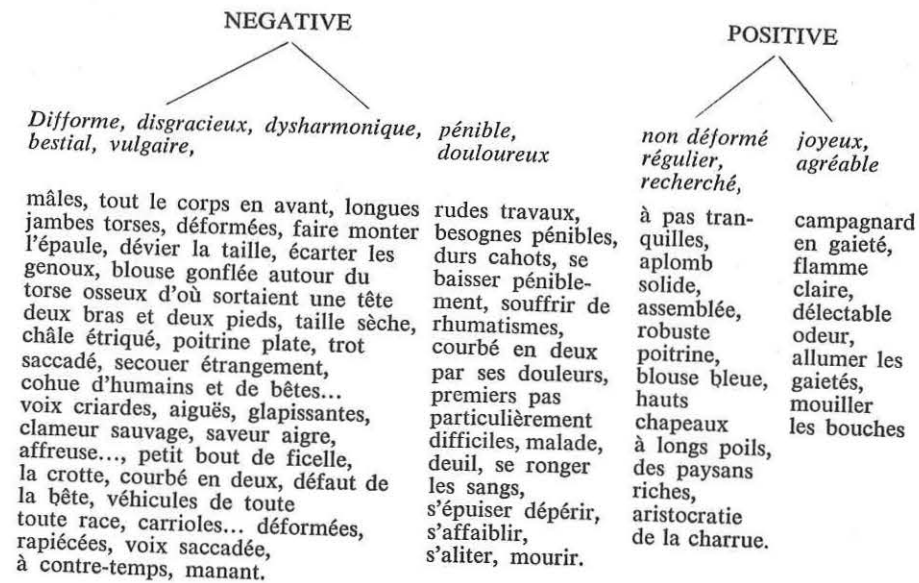 NEGATIVE
Difforme, disgracieux, dysharmonique,
bestial, vulgaire,
mâles, tout le corps en avant, longues
jambes torses, déformées, faire monter
l'épaule, dévier la taille, écarter les
genoux, blouse gonflée autour du
torse osseux d'où sortaient une tête
deux bras et deux pieds, taille sèche,
châle étriqué, poitrine plate, trot
saccadé, secouer étrangement,
cohue d'humains et de bêtes...
voix criardes, aiguës, glapissantes,
clameur sauvage, saveur aigre,
affreuse..., petit bout de ficelle,
la crotte, courbé en deux, défaut de
la bête, véhicules de toute
toute race, carrioles... déformées,
rapiécées, voix saccadée,
à contre-temps, manant.
pénible,
douloureux
rudes travaux,
besognes pénibles,
durs cahots, se
baisser pénible-
ment, souffrir de
rhumatismes,
courbé en deux
par ses douleurs,
premiers pas
particulièrement
difficiles, malade,
deuil, se ronger
les sangs,
s'épuiser dépérir,
s'affaiblir,
s'aliter, mourir.
POSITIVE
non déformé
régulier,
recherché,
à pas tran-
quilles,
aplomb
solide,
assemblée,
robuste
poitrine,
blouse bleue,
hauts
chapeaux
à longs poils,
des paysans
riches,
aristocratie
de la charrue.
joyeux,
agréable
campagnard
en gaieté,
flamme
claire,
délectable
odeur,
allumer les
gaietés,
mouiller
les bouches